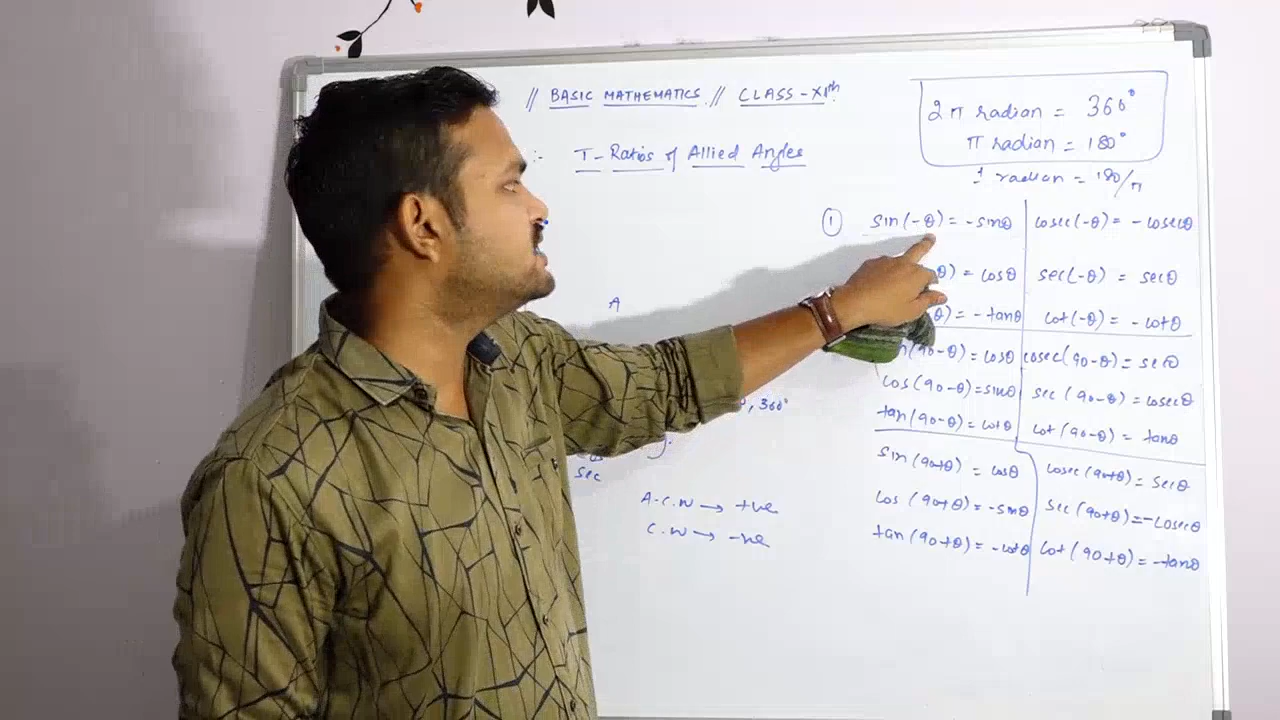 // BASIC MATHEMATICS // CLASS-XIth
:- T-Ratios of Allied Angles
2π radian = 360°
π radian = 180°
1 radian = 180/π
① sin(-θ) = -sinθ
θ) = cosθ
θ) = -tanθ
cosec(-θ) = -cosecθ
sec(-θ) = secθ
cot(-θ) = -cotθ
(90-θ) = cosθ
cos(90-θ) = sinθ
tan(90-θ) = cotθ
cosec(90-θ) = secθ
sec(90-θ) = cosecθ
cot(90-θ) = tanθ
sin(90+θ) = cosθ
cos(90+θ) = -sinθ
tan(90+θ) = -cotθ
cosec(90+θ) = secθ
sec(90+θ) = -cosecθ
cot(90+θ) = -tanθ
A
, 360°
sec
A.C.W → +ve
C.W → -ve